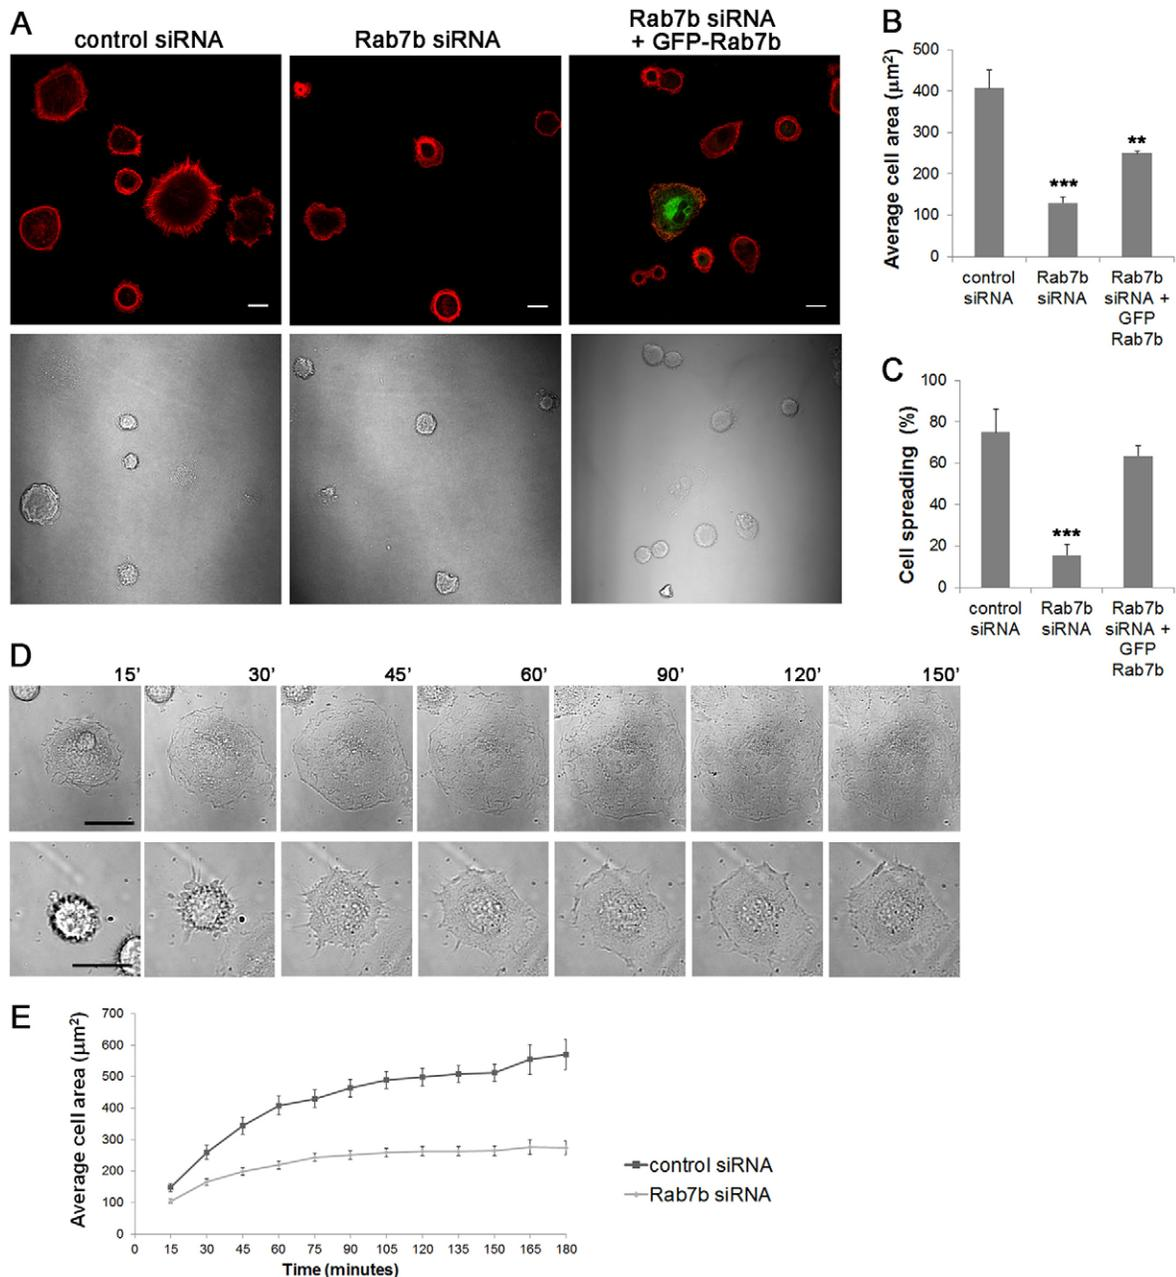 A
control siRNA
Rab7b siRNA
Rab7b siRNA
+ GFP-Rab7b
B
Average cell area (μm²)
500
400
300
200
100
0
***
**
control
siRNA
Rab7b
siRNA
Rab7b
siRNA +
GFP
Rab7b
C
Cell spreading (%)
100
80
60
40
20
0
***
control
siRNA
Rab7b
siRNA
Rab7b
siRNA +
GFP
Rab7b
D
15’ 30’ 45’ 60’ 90’ 120’ 150’
E
Average cell area (μm²)
700
600
500
400
300
200
100
0
0 15 30 45 60 75 90 105 120 135 150 165 180
Time (minutes)
control siRNA
Rab7b siRNA